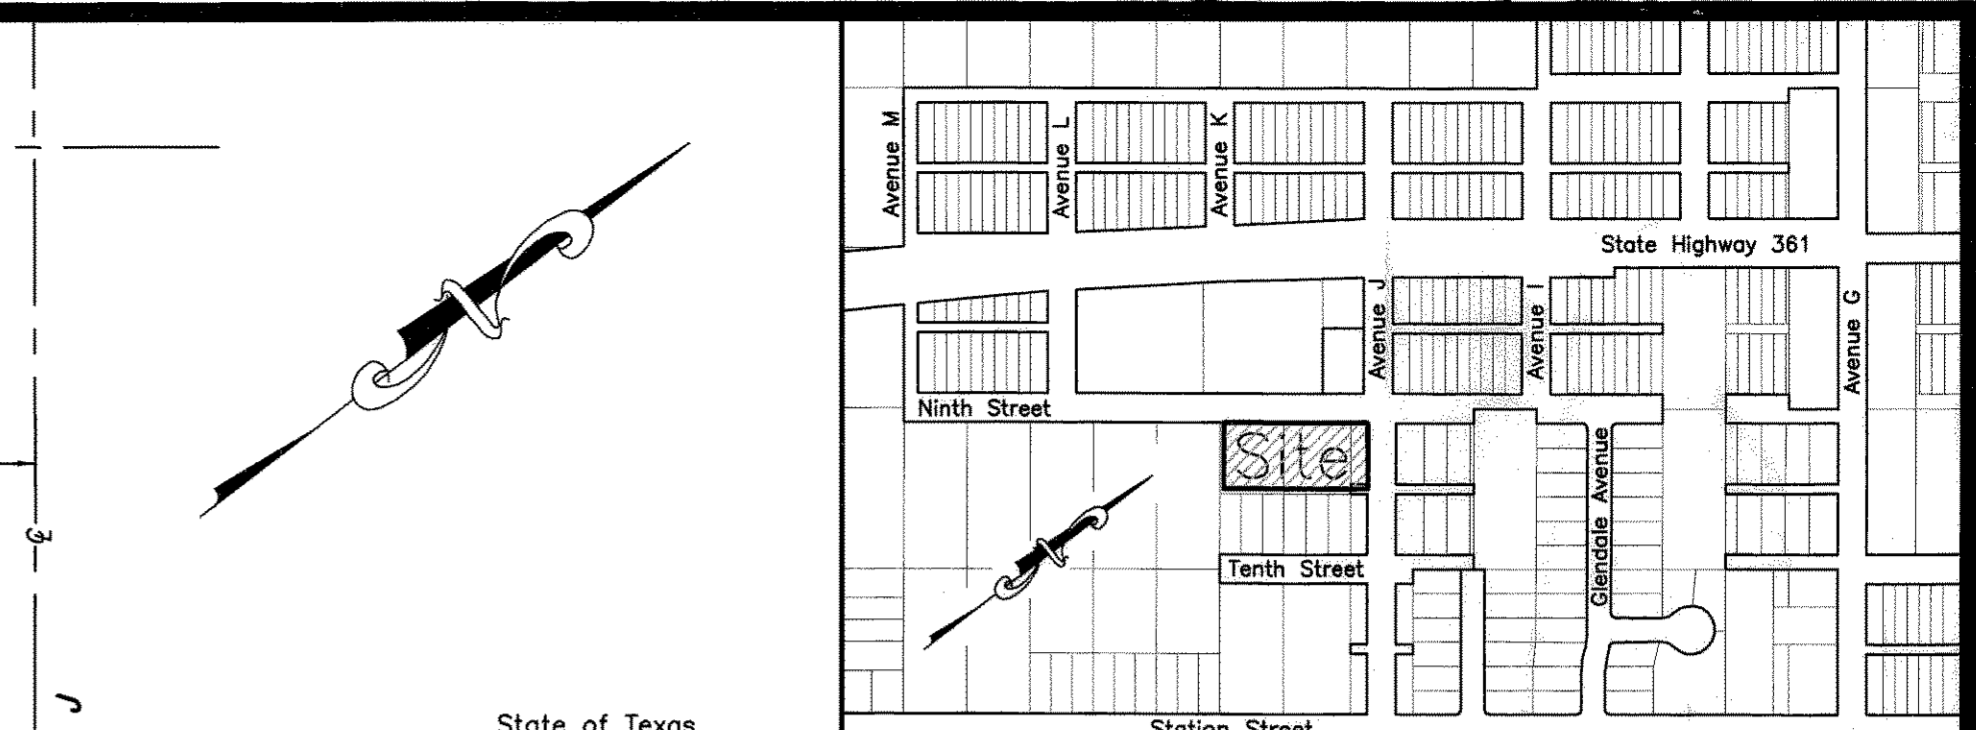 Avenue M
Avenue L
Avenue K
State Highway 361
Avenue J
Avenue I
Avenue G
Ninth Street
Site
Glendale Avenue
Tenth Street
State of Texas
Station Street